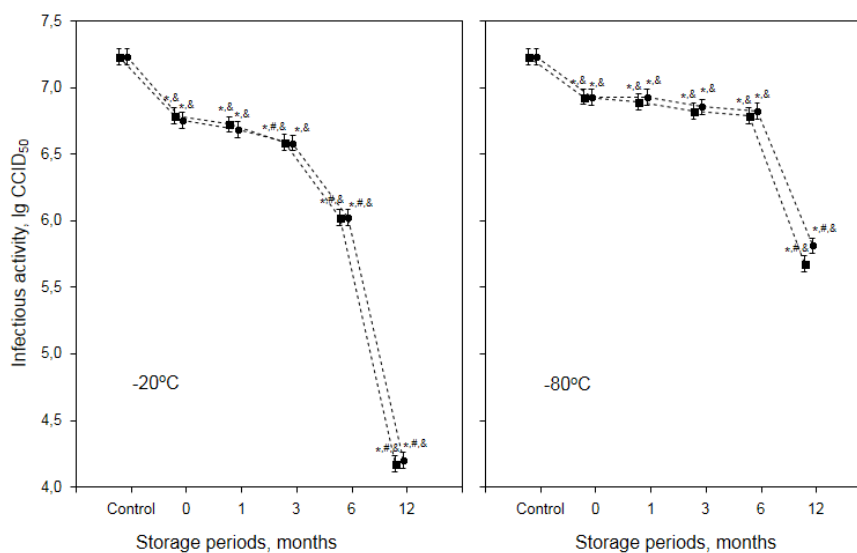 Infectious activity, lg CCID₅₀
7,5
7,0
6,5
6,0
5,5
5,0
4,5
4,0
*,& *,&
*,& *,&
*,#,& *,&
*,#,& *,#,&
*,#,& *,#,&
-20ºC
Control 0 1 3 6 12
Storage periods, months
*,& *,&
*,& *,&
*,& *,&
*,& *,&
*,#,& *,#,&
-80ºC
Control 0 1 3 6 12
Storage periods, months